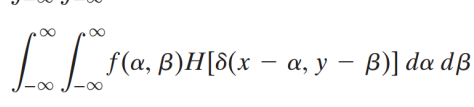 ∫_{-∞}^{∞} ∫_{-∞}^{∞} f(α, β)H[δ(x − α, y − β)] dα dβ